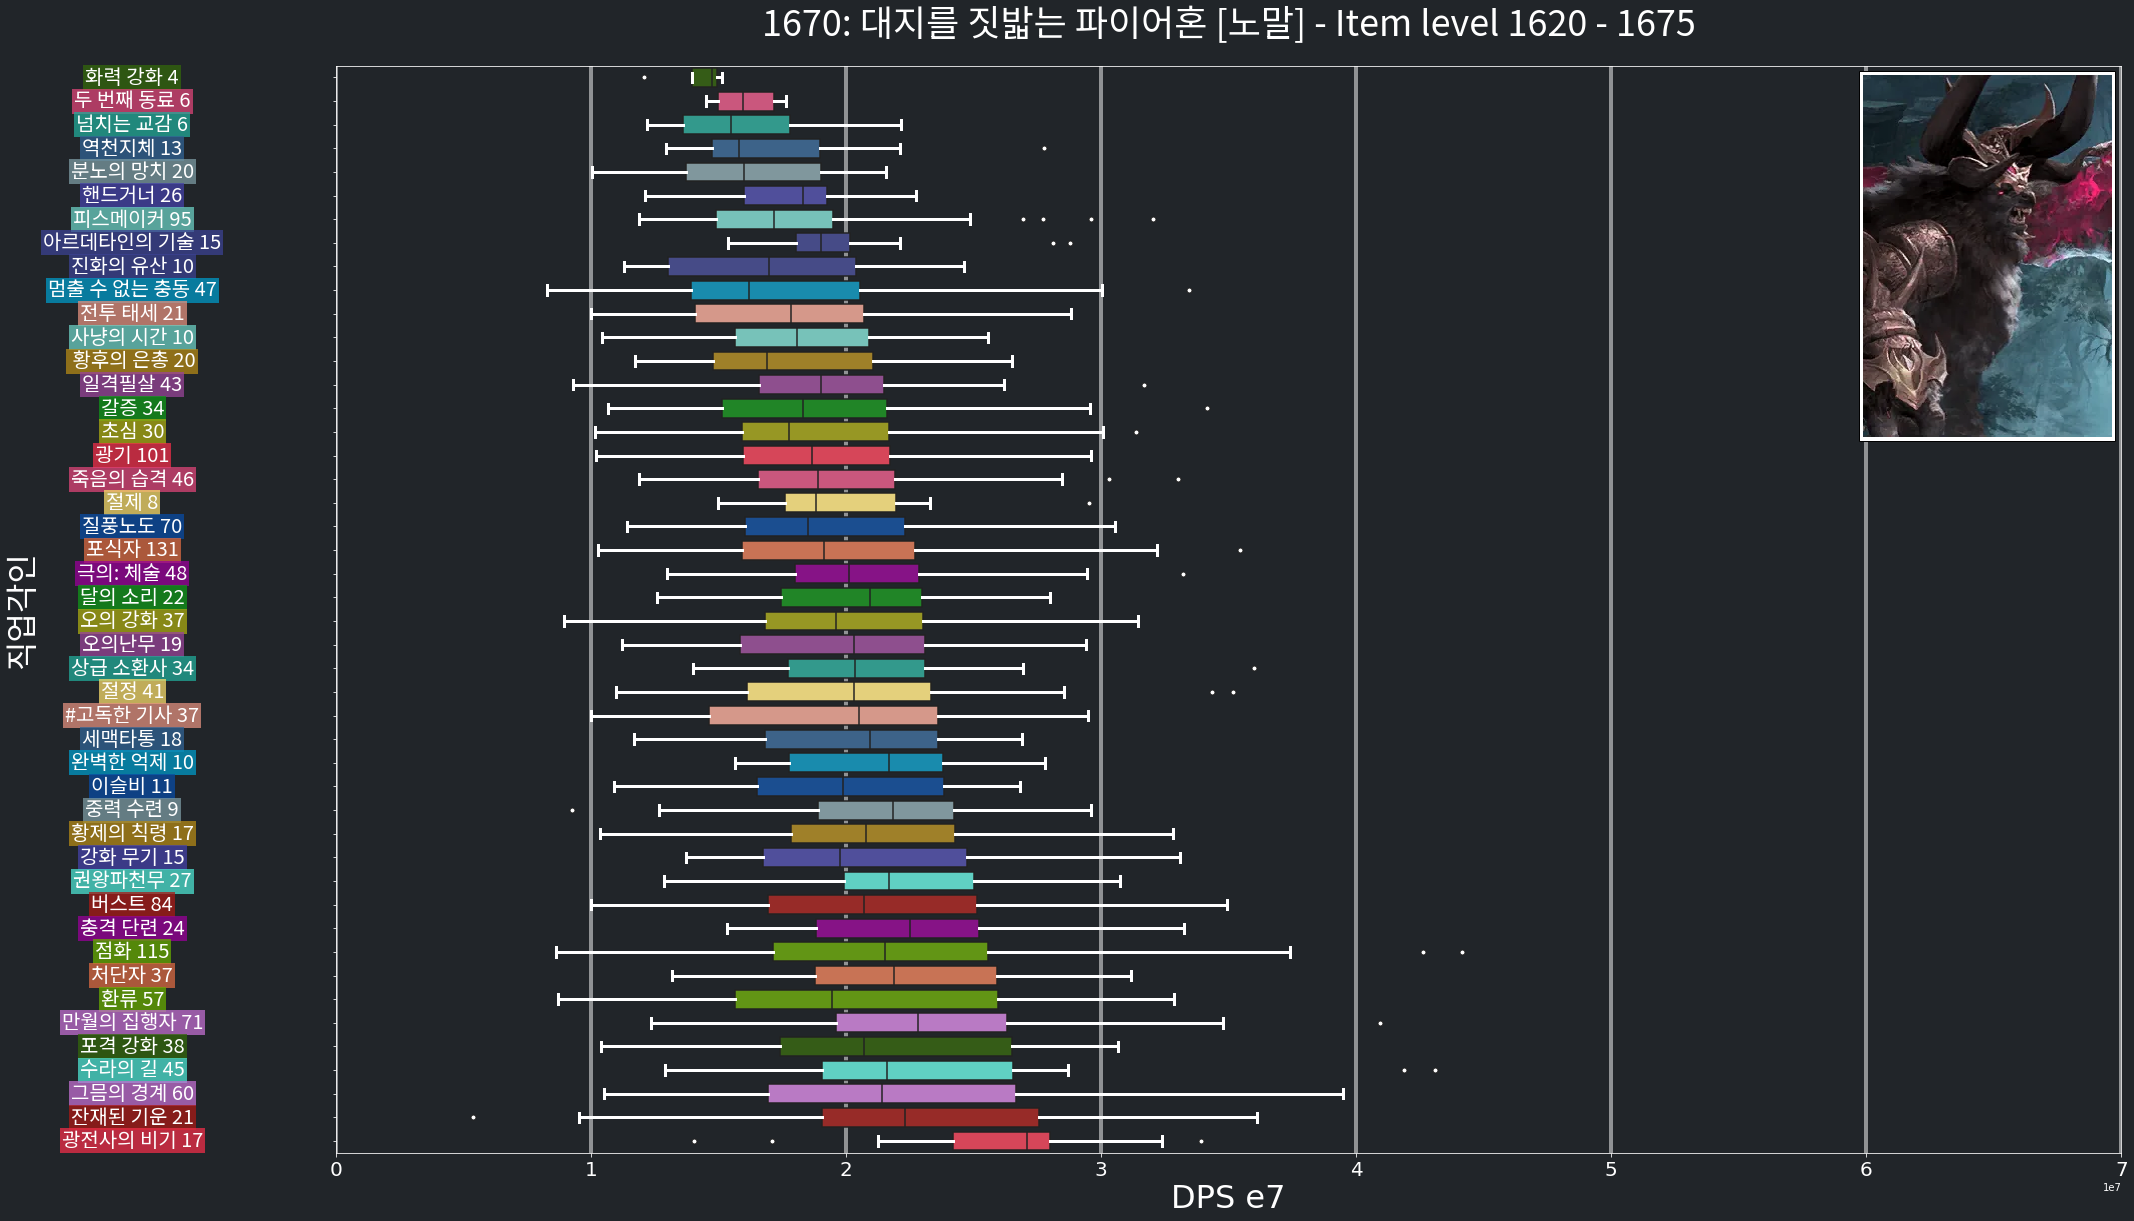 1670: 대지를 짓밟는 파이어혼 [노말] - Item level 1620 - 1675
직업각인
화력 강화 4
두 번째 동료 6
넘치는 교감 6
역천지체 13
분노의 망치 20
핸드거너 26
피스메이커 95
아르데타인의 기술 15
진화의 유산 10
멈출 수 없는 충동 47
전투 태세 21
사냥의 시간 10
황후의 은총 20
일격필살 43
갈증 34
초심 30
광기 101
죽음의 습격 46
절제 8
질풍노도 70
포식자 131
극의: 체술 48
달의 소리 22
오의 강화 37
오의난무 19
상급 소환사 34
절정 41
#고독한 기사 37
세맥타통 18
완벽한 억제 10
이슬비 11
중력 수련 9
황제의 칙령 17
강화 무기 15
권왕파천무 27
버스트 84
충격 단련 24
점화 115
처단자 37
환류 57
만월의 집행자 71
포격 강화 38
수라의 길 45
그믐의 경계 60
잔재된 기운 21
광전사의 비기 17
0 1 2 3 4 5 6 7
1e7
DPS e7